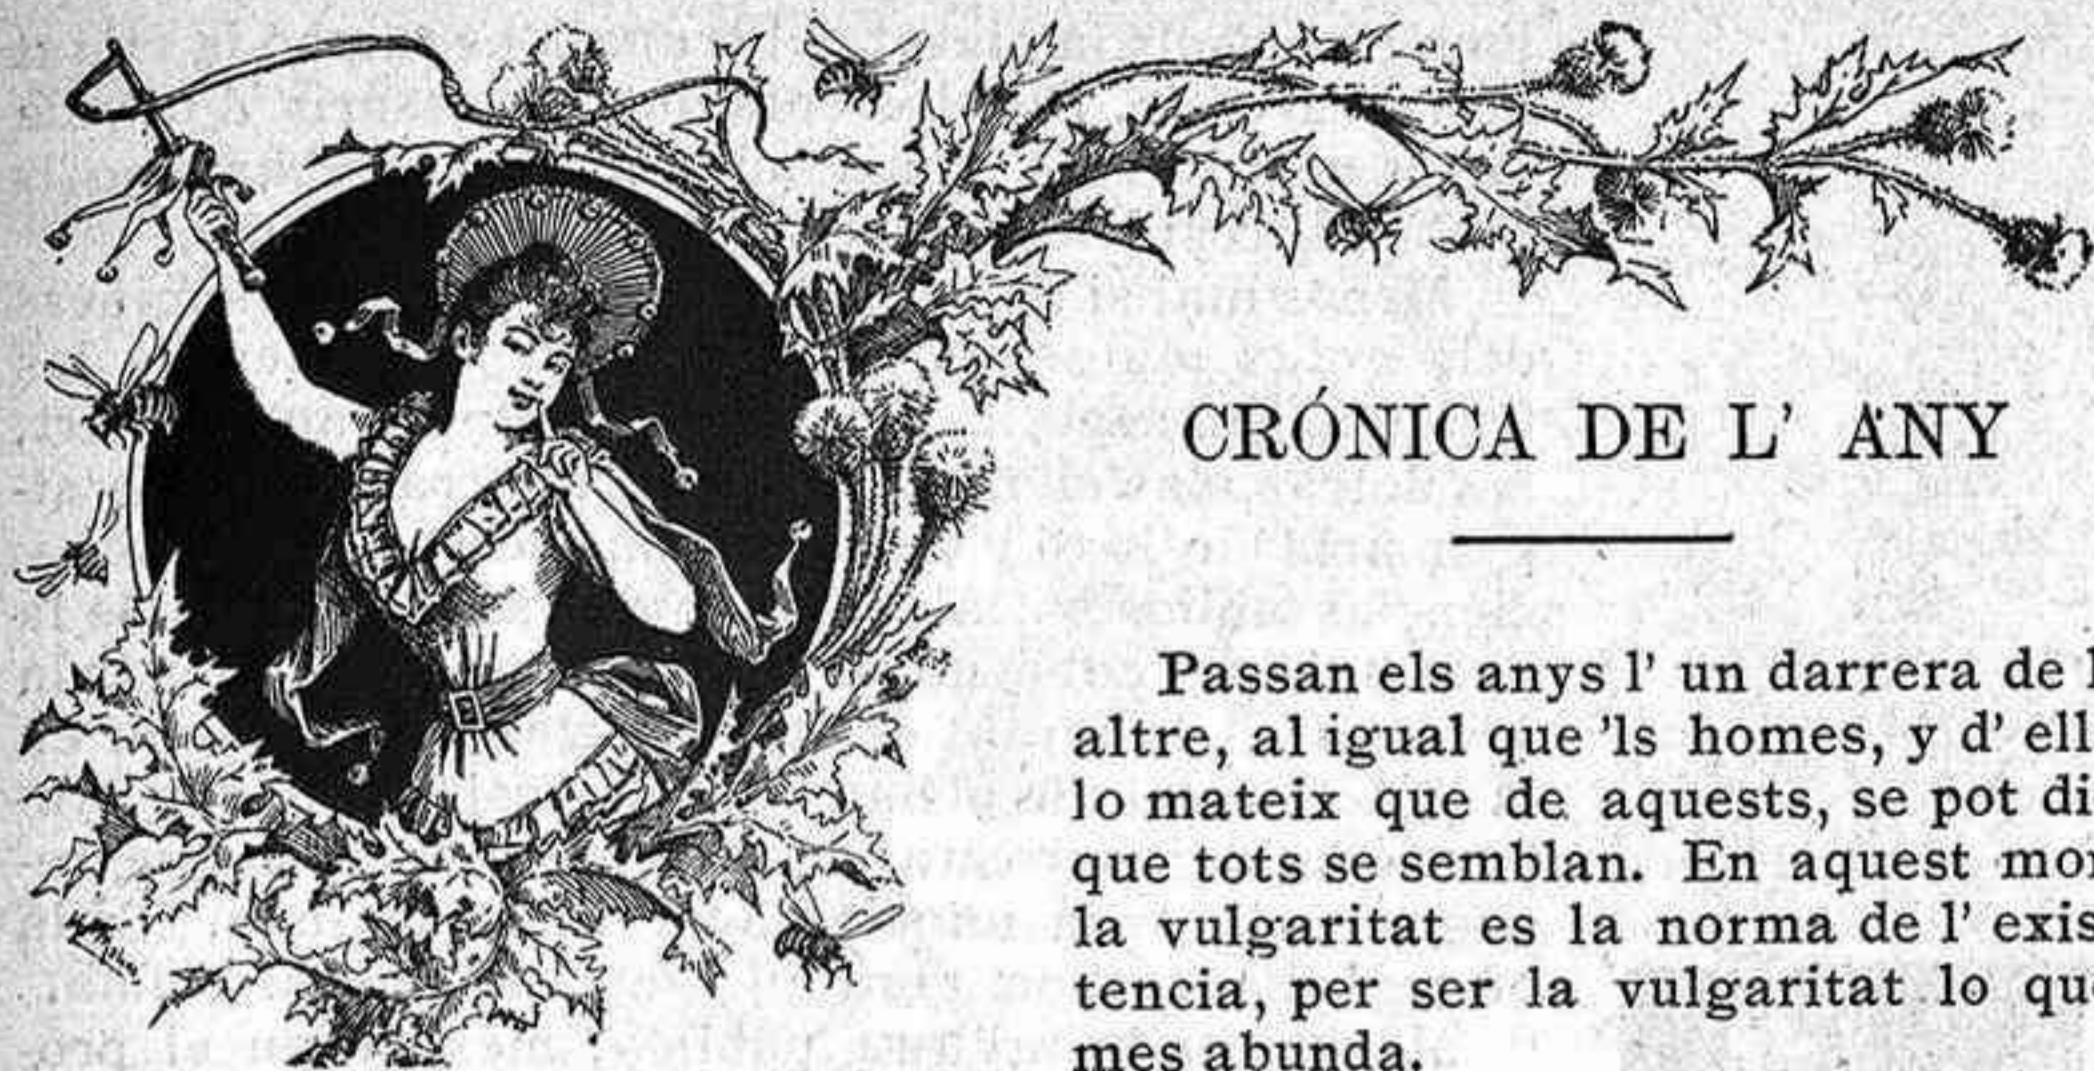 CRÓNICA DE L' ANY
Passan els anys l' un darrera de l
altre, al igual que 'ls homes, y d' ell
lo mateix que de aquests, se pot di
que tots se semblan. En aquest mon
la vulgaritat es la norma de l' exis
tencia, per ser la vulgaritat lo que
mes abunda.